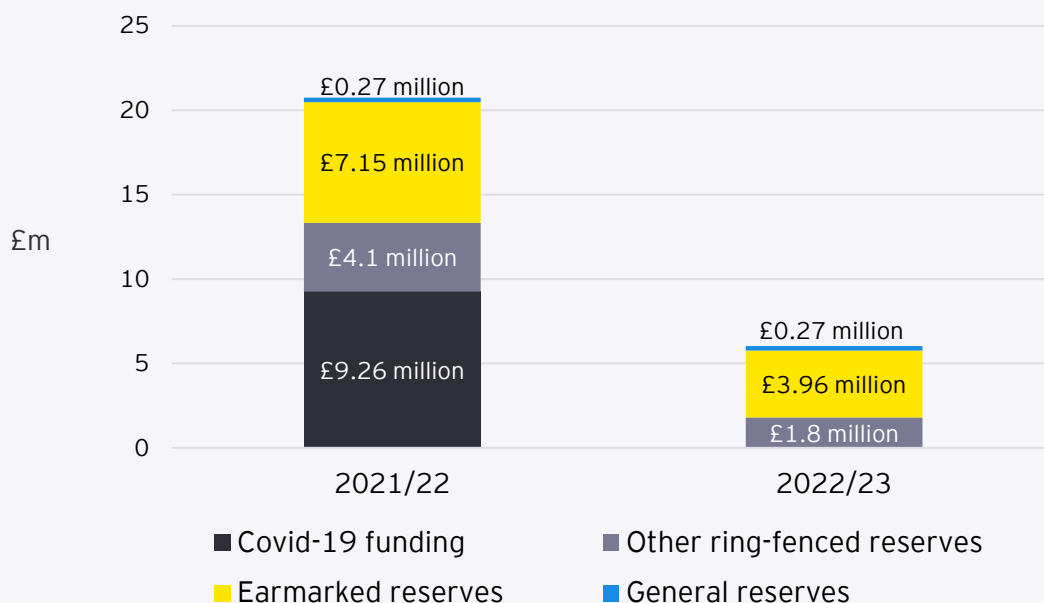 25
£0.27 million
20
£7.15 million
15
£m
£4.1 million
10
£0.27 million
5
£9.26 million
£3.96 million
£1.8 million
0
2021/22
2022/23
Covid-19 funding
Other ring-fenced reserves
Earmarked reserves
General reserves